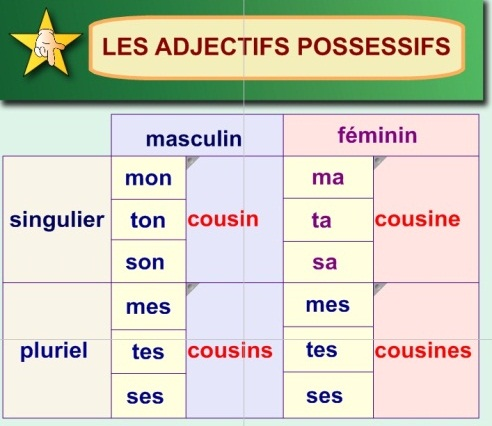 LES ADJECTIFS POSSESSIFS
masculin féminin
mon ma
singulier ton cousin ta cousine
son sa
mes mes
pluriel tes cousins tes cousines
ses ses